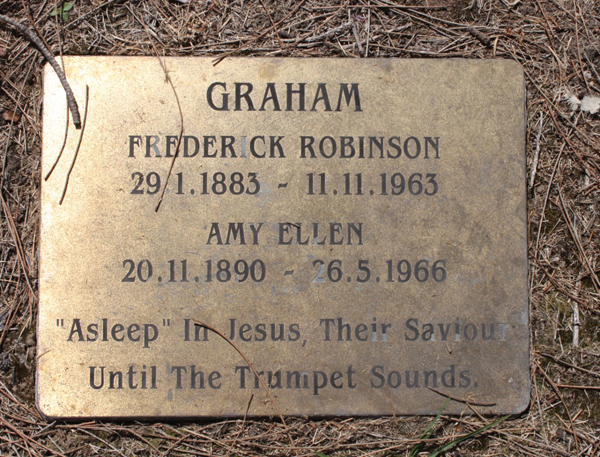 GRAHAM
FREDERICK ROBINSON
29.1.1883 - 11.11.1963
AMY ELLEN
20.11.1890 - 26.5.1966
"Asleep" In Jesus, Their Saviour
Until The Trumpet Sounds.